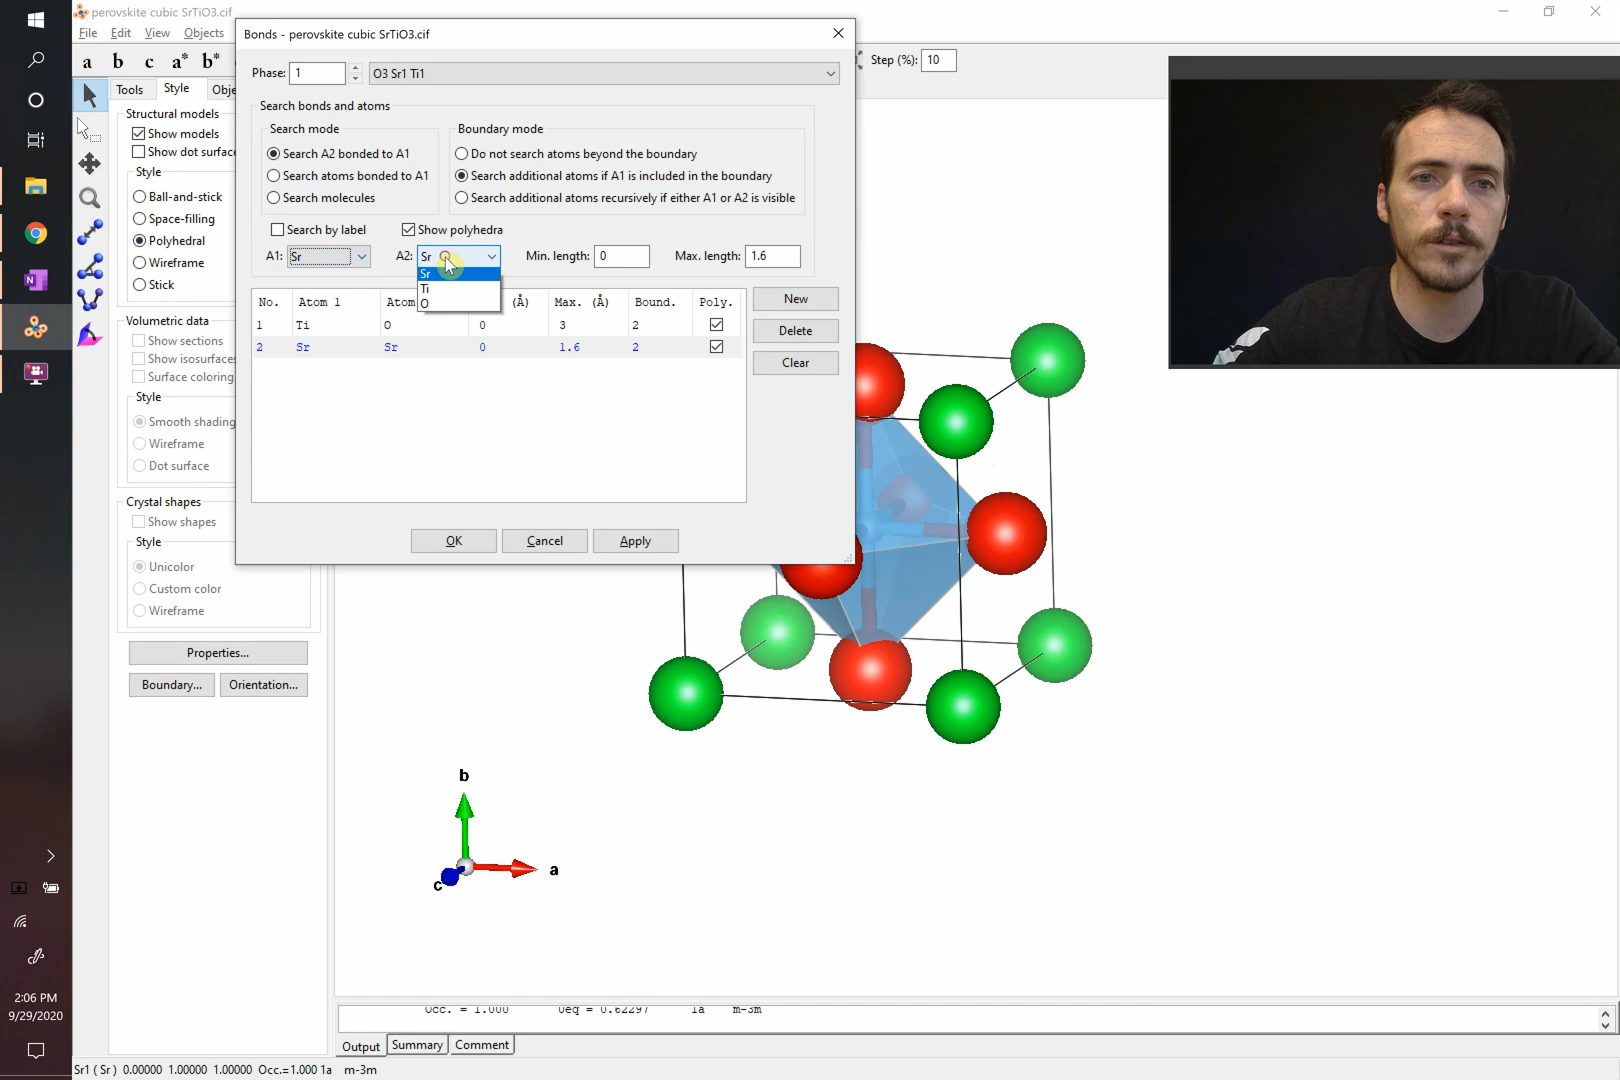 perovskite cubic SrTiO3.cif
File Edit View Objects
a b c a* b*
Step (%): 10
Tools Style Obje
Structural models
Show models
Show dot surface
Style
Ball-and-stick
Space-filling
Polyhedral
Wireframe
Stick
Volumetric data
Show sections
Show isosurfaces
Surface coloring
Style
Smooth shading
Wireframe
Dot surface
Crystal shapes
Show shapes
Style
Unicolor
Custom color
Wireframe
Properties...
Boundary... Orientation...
Bonds - perovskite cubic SrTiO3.cif
Phase: 1 O3 Sr1 Ti1
Search bonds and atoms
Search mode
Search A2 bonded to A1
Search atoms bonded to A1
Search molecules
Boundary mode
Do not search atoms beyond the boundary
Search additional atoms if A1 is included in the boundary
Search additional atoms recursively if either A1 or A2 is visible
Search by label Show polyhedra
A1: Sr A2: Sr Min. length: 0 Max. length: 1.6
Sr
Ti
O
No. Atom 1 Atom (Å) Max. (Å) Bound. Poly.
1 Ti O 0 3 2
2 Sr Sr 0 1.6 2
New
Delete
Clear
OK Cancel Apply
b
a
c
Occ. = 1.000 Ueq = 0.62297 1a m-3m
Output Summary Comment
Sr1 ( Sr ) 0.00000 1.00000 1.00000 Occ.=1.000 1a m-3m
2:06 PM
9/29/2020